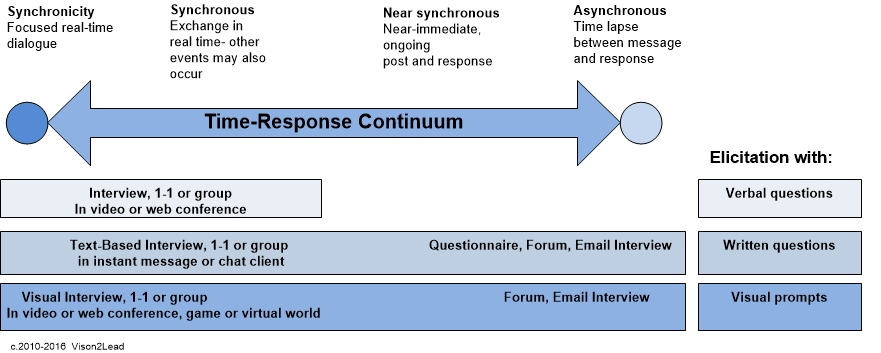 Synchronicity
Focused real-time
dialogue
Synchronous
Exchange in
real time- other
events may also
occur
Near synchronous
Near-immediate,
ongoing
post and response
Asynchronous
Time lapse
between message
and response
Time-Response Continuum
Elicitation with:
Interview, 1-1 or group
In video or web conference
Verbal questions
Text-Based Interview, 1-1 or group
in instant message or chat client
Questionnaire, Forum, Email Interview
Written questions
Visual Interview, 1-1 or group
In video or web conference, game or virtual world
Forum, Email Interview
Visual prompts
c.2010-2016 Vison2Lead